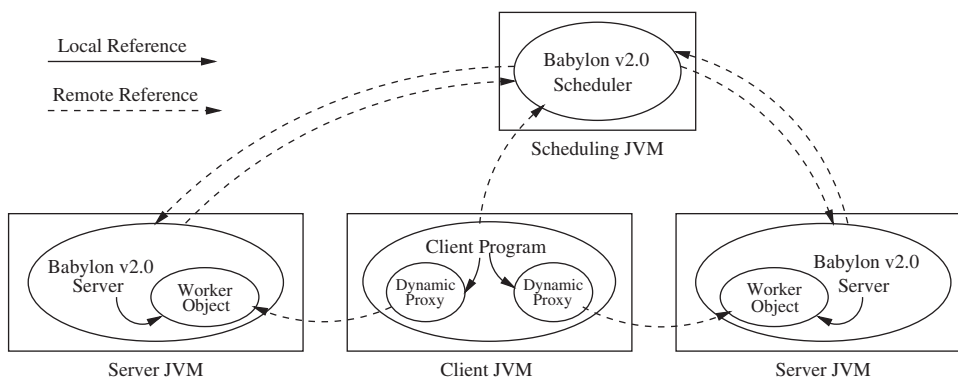 Local Reference
Remote Reference
Babylon v2.0
Scheduler
Scheduling JVM
Babylon v2.0
Server
Worker
Object
Server JVM
Client Program
Dynamic
Proxy
Dynamic
Proxy
Client JVM
Babylon v2.0
Server
Worker
Object
Server JVM